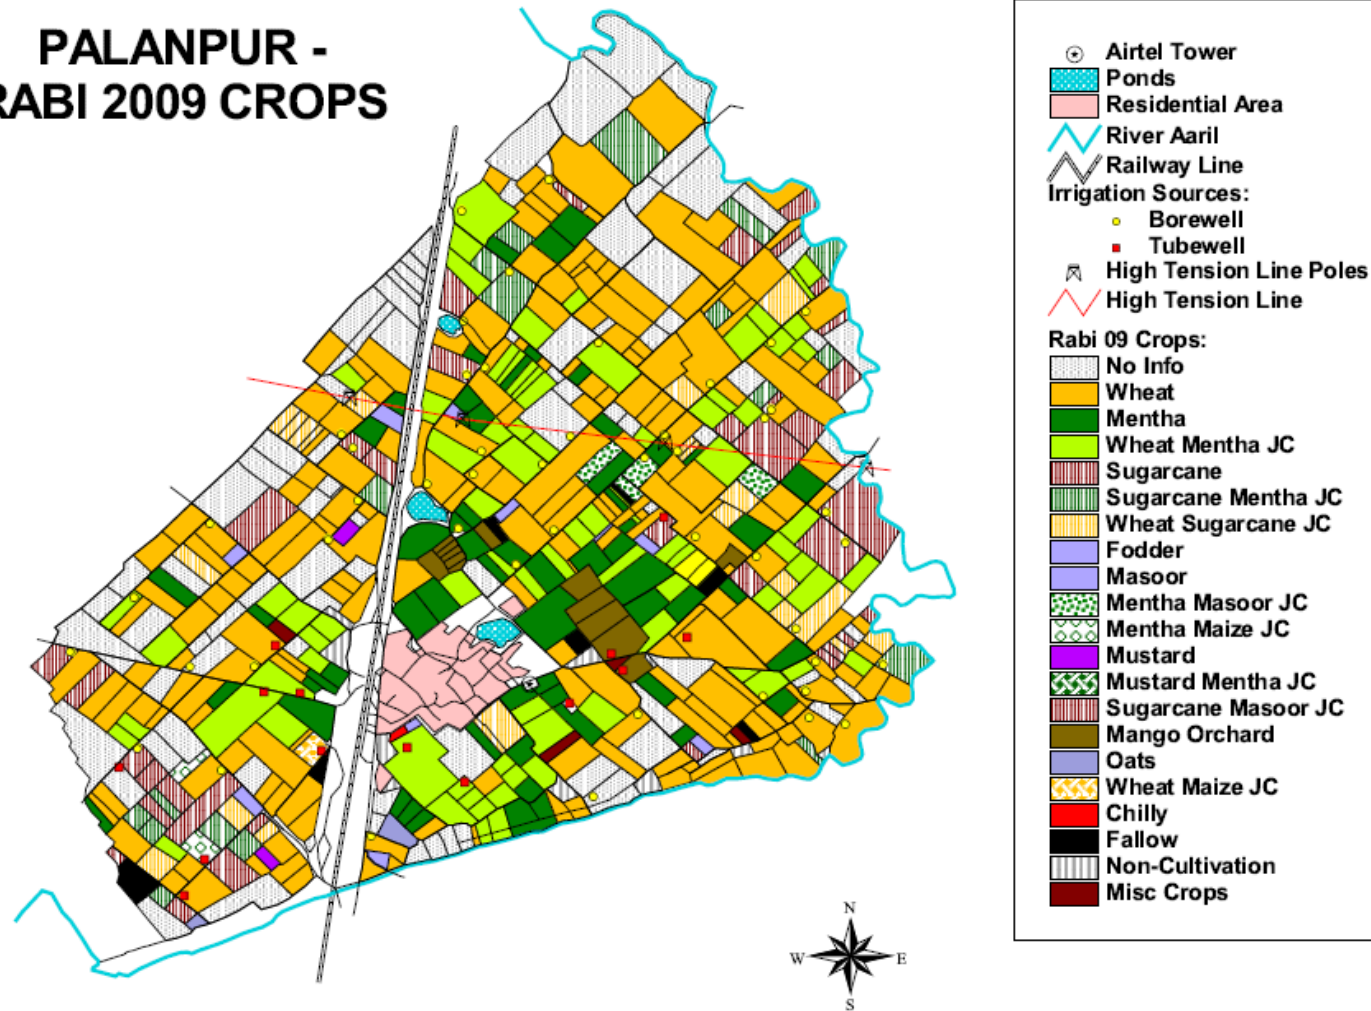 PALANPUR -
RABI 2009 CROPS
Airtel Tower
Ponds
Residential Area
River Aaril
Railway Line
Irrigation Sources:
Borewell
Tubewell
High Tension Line Poles
High Tension Line
Rabi 09 Crops:
No Info
Wheat
Mentha
Wheat Mentha JC
Sugarcane
Sugarcane Mentha JC
Wheat Sugarcane JC
Fodder
Masoor
Mentha Masoor JC
Mentha Maize JC
Mustard
Mustard Mentha JC
Sugarcane Masoor JC
Mango Orchard
Oats
Wheat Maize JC
Chilly
Fallow
Non-Cultivation
Misc Crops
N
W E
S